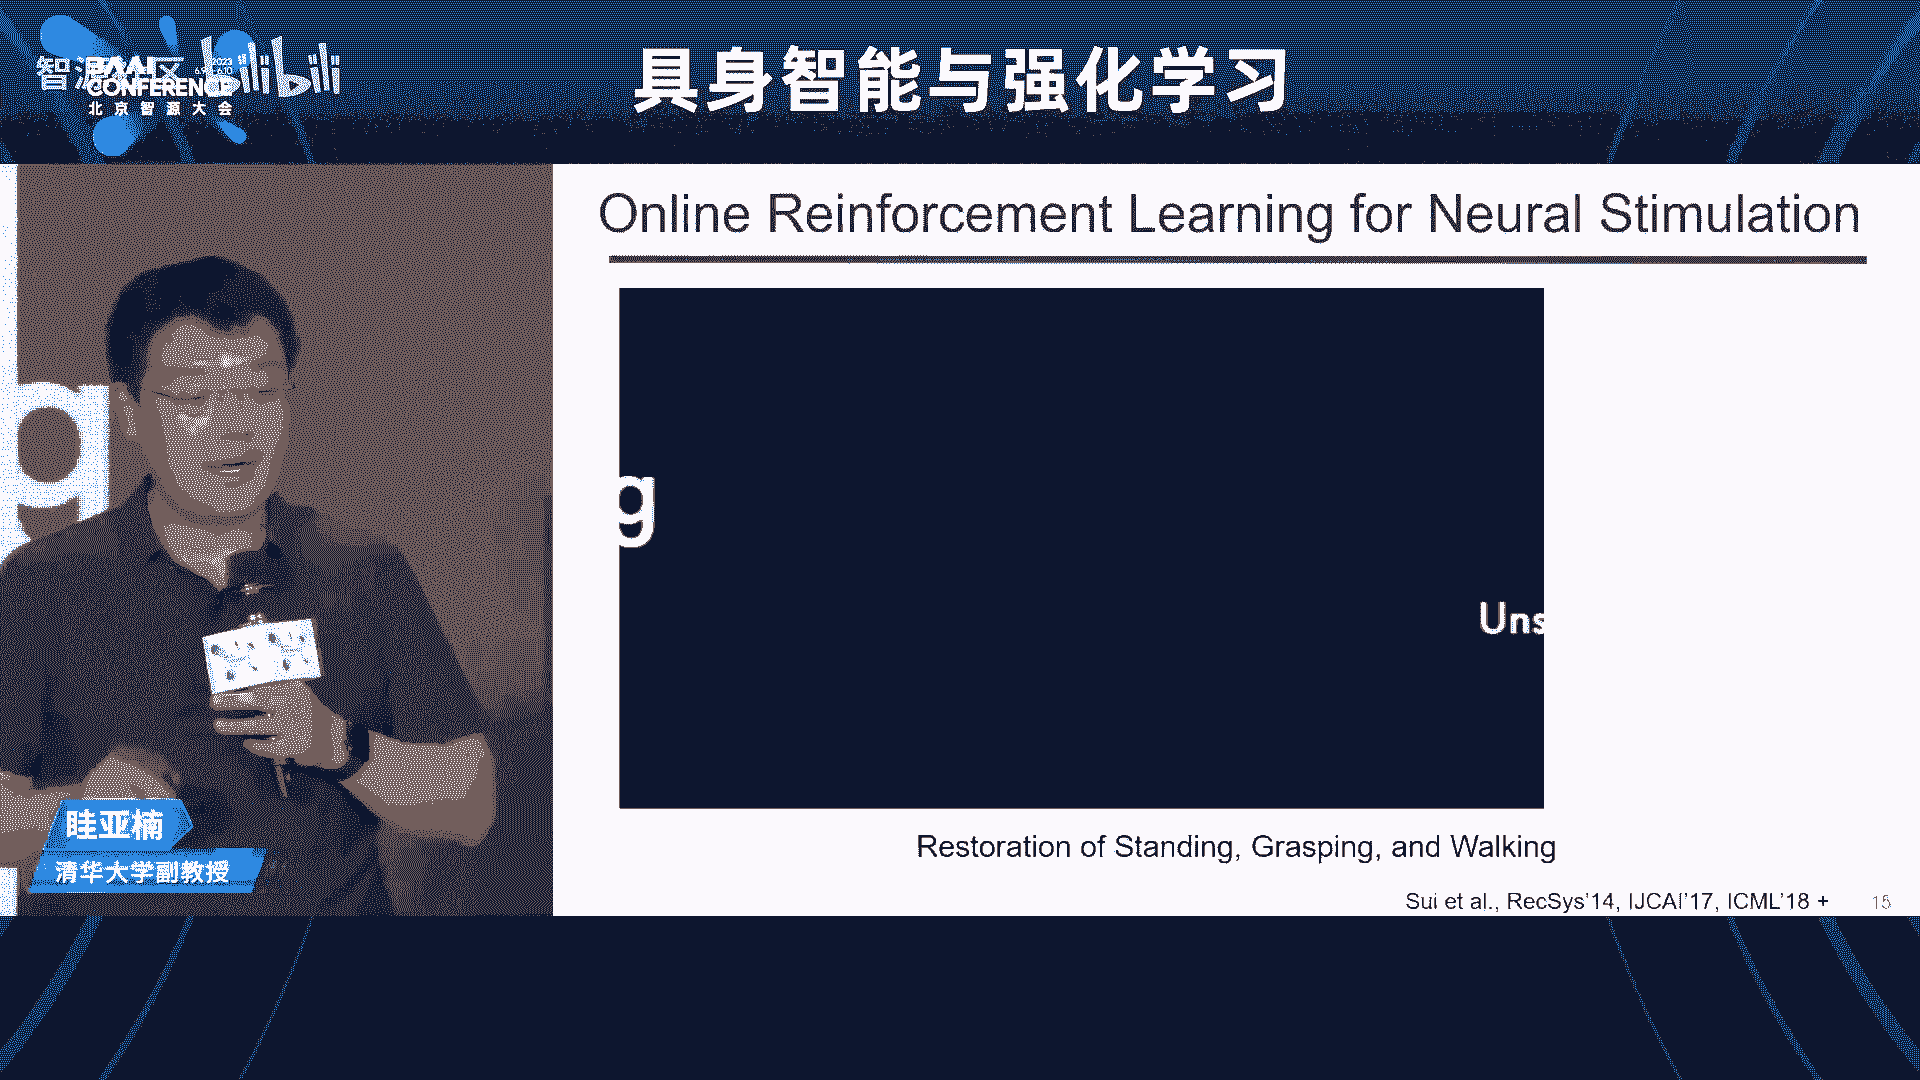 智源社区 bilibili
BAAI 2023
CONFERENCE
北京智源大会
具身智能与强化学习
Online Reinforcement Learning for Neural Stimulation
g
g
Uns
Restoration of Standing, Grasping, and Walking
Sui et al., RecSys’14, IJCAI’17, ICML’18 +
15
眭亚楠
清华大学副教授